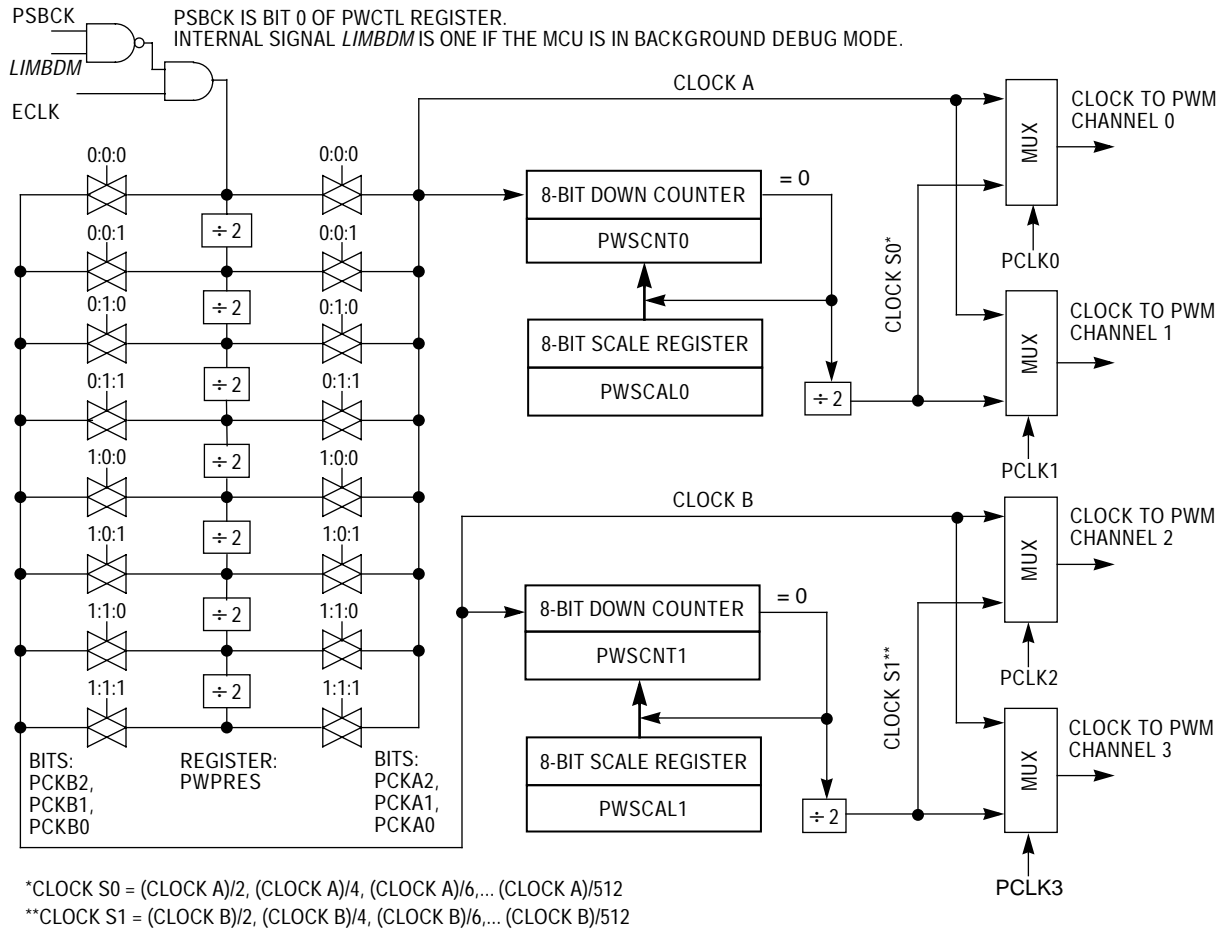 PSBCK
PSBCK IS BIT 0 OF PWCTL REGISTER.
INTERNAL SIGNAL LIMBDM IS ONE IF THE MCU IS IN BACKGROUND DEBUG MODE.
LIMBDM
ECLK
CLOCK A
CLOCK TO PWM
CHANNEL 0
MUX
PCLK0
0:0:0
0:0:0
÷ 2
0:0:1
0:0:1
÷ 2
0:1:0
0:1:0
÷ 2
0:1:1
0:1:1
÷ 2
1:0:0
1:0:0
÷ 2
1:0:1
1:0:1
÷ 2
1:1:0
1:1:0
÷ 2
1:1:1
1:1:1
BITS:
PCKB2,
PCKB1,
PCKB0
REGISTER:
PWPRES
BITS:
PCKA2,
PCKA1,
PCKA0
8-BIT DOWN COUNTER
= 0
PWSCNT0
8-BIT SCALE REGISTER
PWSCAL0
÷ 2
CLOCK S0*
CLOCK TO PWM
CHANNEL 1
MUX
PCLK1
CLOCK B
CLOCK TO PWM
CHANNEL 2
MUX
PCLK2
8-BIT DOWN COUNTER
= 0
PWSCNT1
8-BIT SCALE REGISTER
PWSCAL1
÷ 2
CLOCK S1**
CLOCK TO PWM
CHANNEL 3
MUX
PCLK3
*CLOCK S0 = (CLOCK A)/2, (CLOCK A)/4, (CLOCK A)/6,... (CLOCK A)/512
**CLOCK S1 = (CLOCK B)/2, (CLOCK B)/4, (CLOCK B)/6,... (CLOCK B)/512